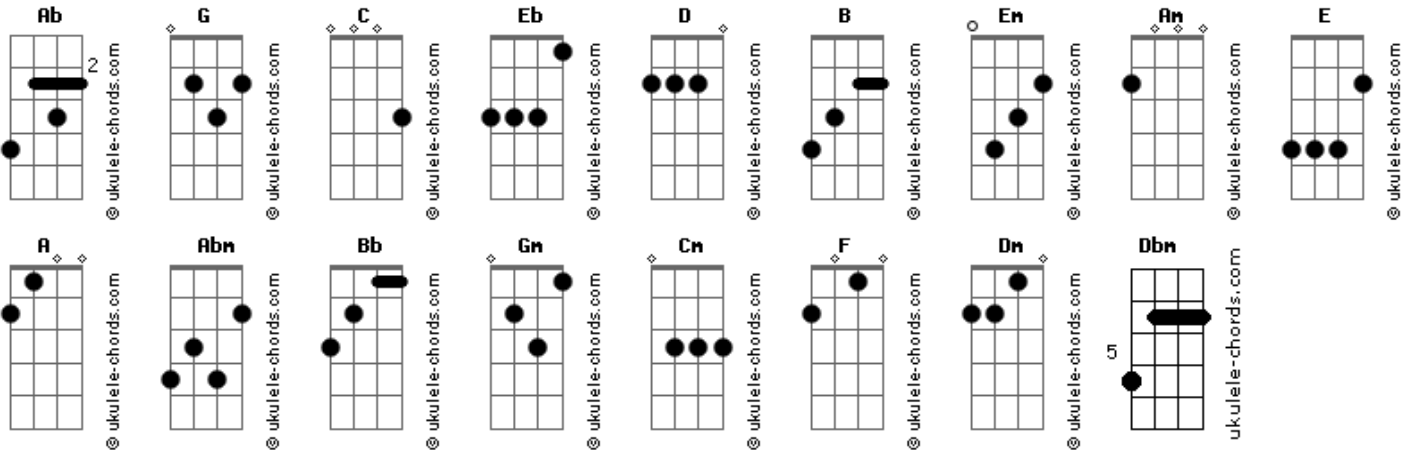 Ab G C Eb D B Em Am E
2
© ukulele-chords.com © ukulele-chords.com © ukulele-chords.com © ukulele-chords.com © ukulele-chords.com © ukulele-chords.com © ukulele-chords.com © ukulele-chords.com © ukulele-chords.com
A Abm Bb Gm Cm F Dm Dbm
5
© ukulele-chords.com © ukulele-chords.com © ukulele-chords.com © ukulele-chords.com © ukulele-chords.com © ukulele-chords.com © ukulele-chords.com ukulele-chords.com